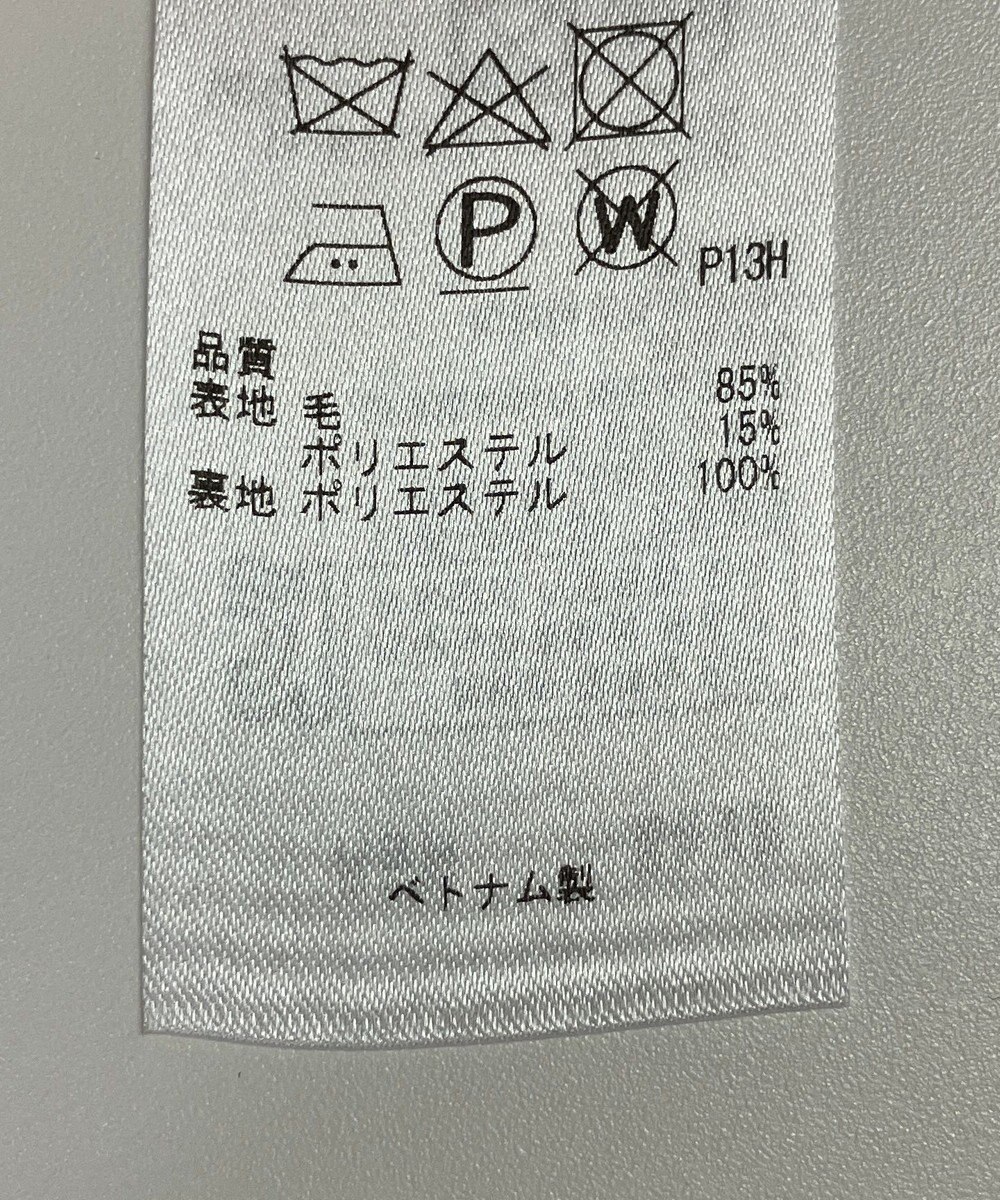 P
W
P13H
品質
表地 毛 85%
ポリエステル 15%
裏地 ポリエステル 100%
ベトナム製